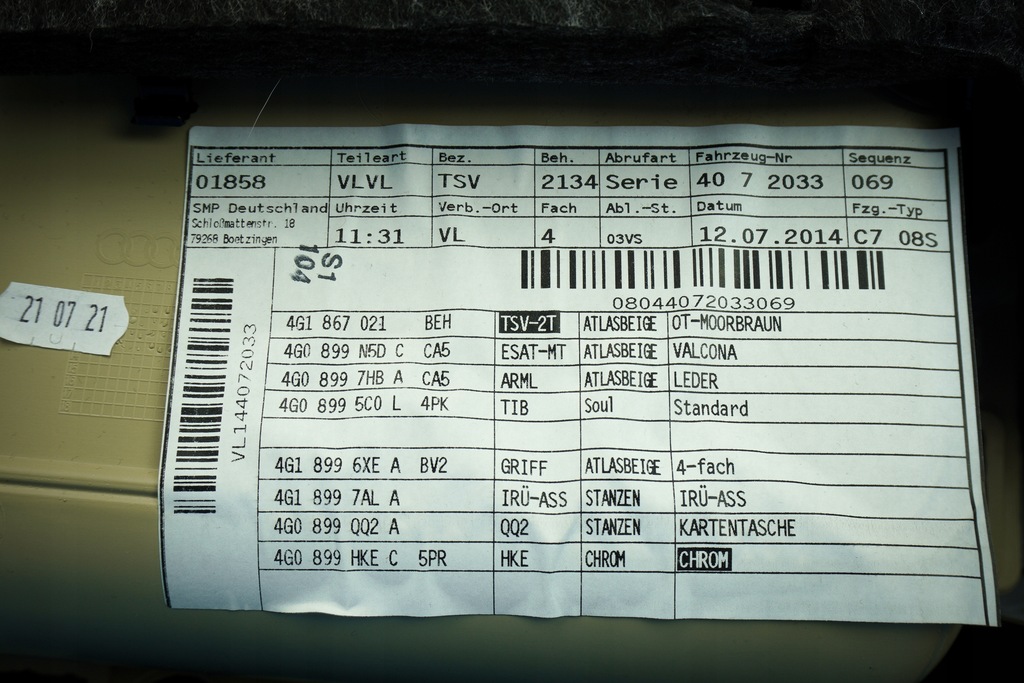 Lieferant Teileart Bez. Beh. Abrufart Fahrzeug-Nr Sequenz
01858 VLVL TSV 2134 Serie 40 7 2033 069
SMP Deutschland Uhrzeit Verb.-Ort Fach Abl.-St. Datum Fzg.-Typ
Schloßmattenstr. 18
79268 Boetzingen 11:31 VL 4 03VS 12.07.2014 C7 08S
S1
104
08044072033069
VL144072033
21 07 21
4G1 867 021 BEH TSV-2T ATLASBEIGE OT-MOORBRAUN
4G0 899 N5D C CA5 ESAT-MT ATLASBEIGE VALCONA
4G0 899 7HB A CA5 ARML ATLASBEIGE LEDER
4G0 899 5C0 L 4PK TIB Soul Standard
4G1 899 6XE A BV2 GRIFF ATLASBEIGE 4-fach
4G1 899 7AL A IRÜ-ASS STANZEN IRÜ-ASS
4G0 899 QQ2 A QQ2 STANZEN KARTENTASCHE
4G0 899 HKE C 5PR HKE CHROM CHROM